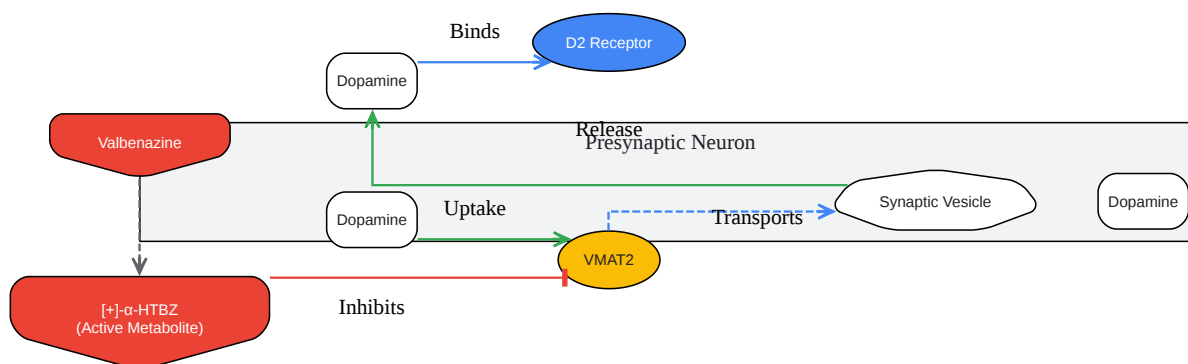 Binds
D2 Receptor
Dopamine
Release
Presynaptic Neuron
Valbenazine
Dopamine
Uptake
Transports
Synaptic Vesicle
Dopamine
VMAT2
[+]-α-HTBZ
(Active Metabolite)
Inhibits